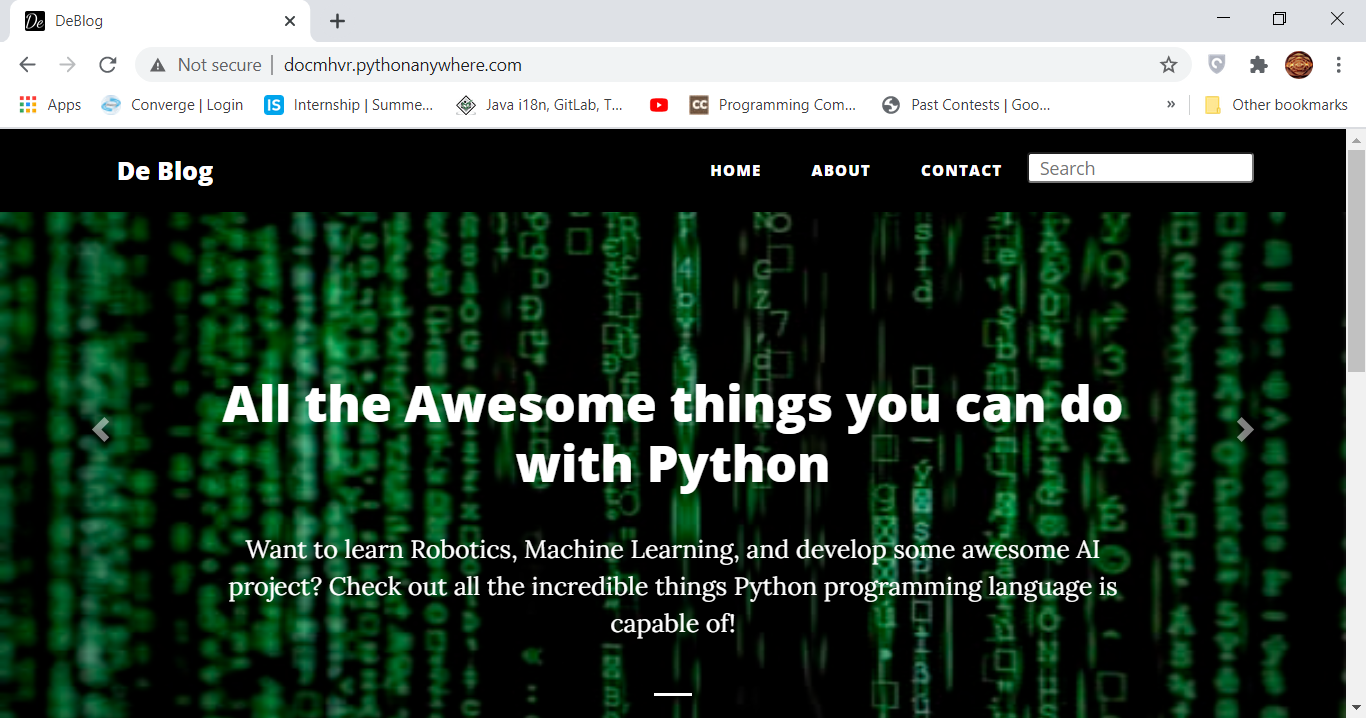 De DeBlog
Not secure | docmhvr.pythonanywhere.com
Apps Converge | Login IS Internship | Summe... Java i18n, GitLab, T... CC Programming Com... Past Contests | Goo... » Other bookmarks
De Blog HOME ABOUT CONTACT Search
All the Awesome things you can do
with Python
Want to learn Robotics, Machine Learning, and develop some awesome AI
project? Check out all the incredible things Python programming language is
capable of!